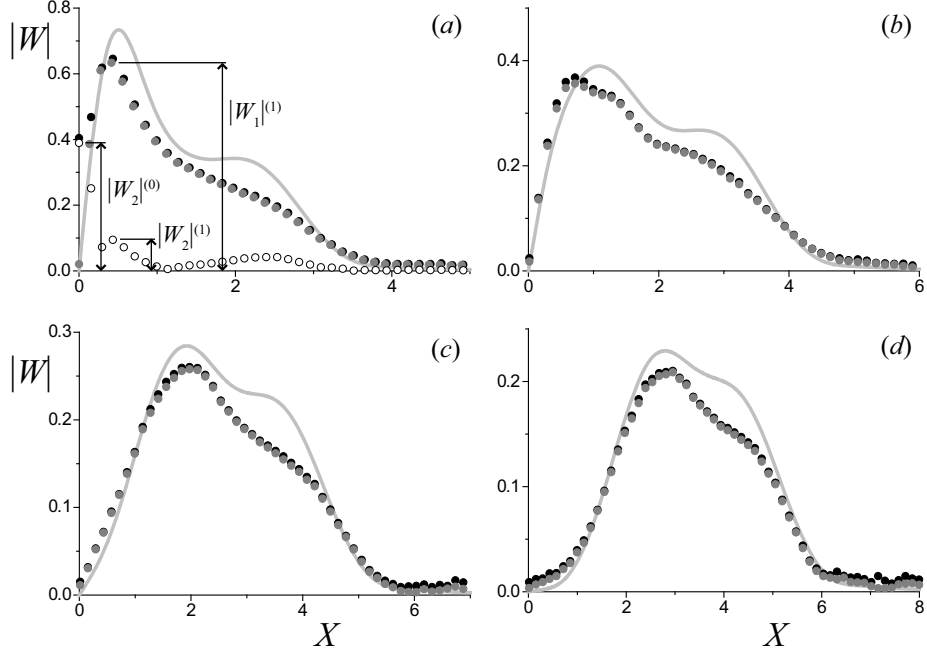 0.8 (a) (b)
|W| 0.4
0.6
|W₁|⁽¹⁾
0.4
|W₂|⁽⁰⁾ 0.2
0.2
|W₂|⁽¹⁾
0.0 0.0
0 2 4 0 2 4 6
0.3 (c) (d)
|W| 0.2
0.2
0.1
0.1
0.0 0.0
0 2 4 6 0 2 4 6 8
X X